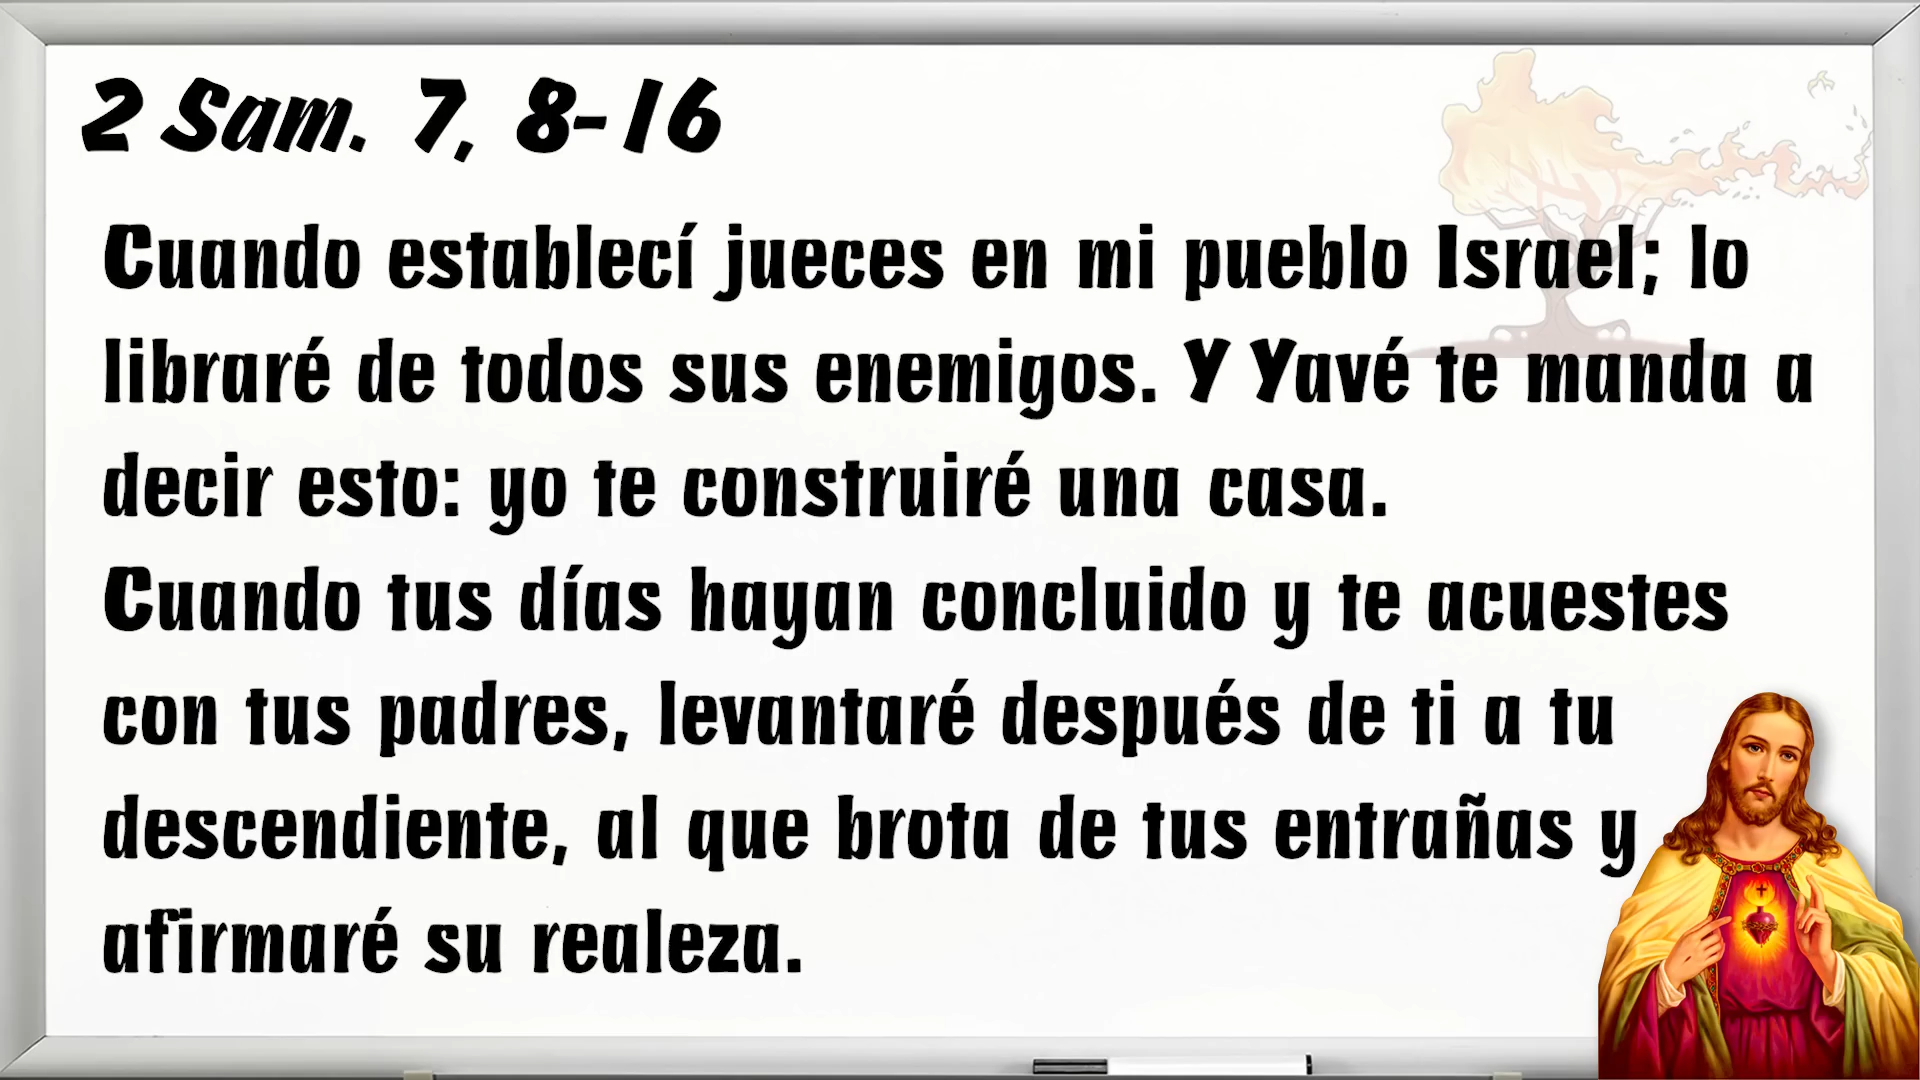 2 Sam. 7, 8-16
Cuando establecí jueces en mi pueblo Israel; lo
libraré de todos sus enemigos. Y Yavé te manda a
decir esto: yo te construiré una casa.
Cuando tus días hayan concluido y te acuestes
con tus padres, levantaré después de ti a tu
descendiente, al que brota de tus entrañas y
afirmaré su realeza.